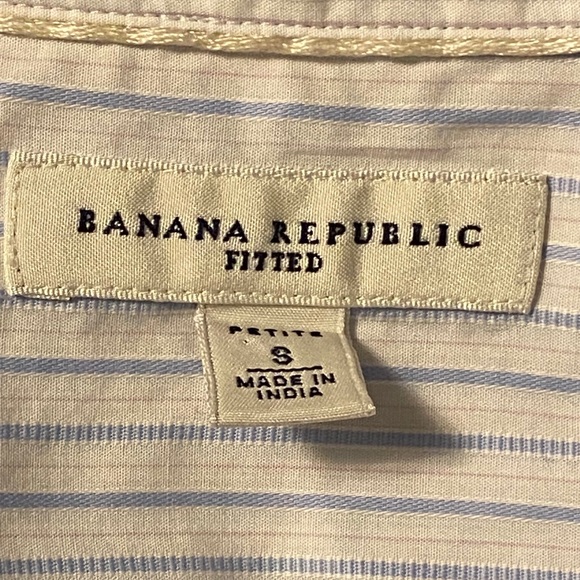 BANANA REPUBLIC
FITTED
PETITE
S
MADE IN
INDIA